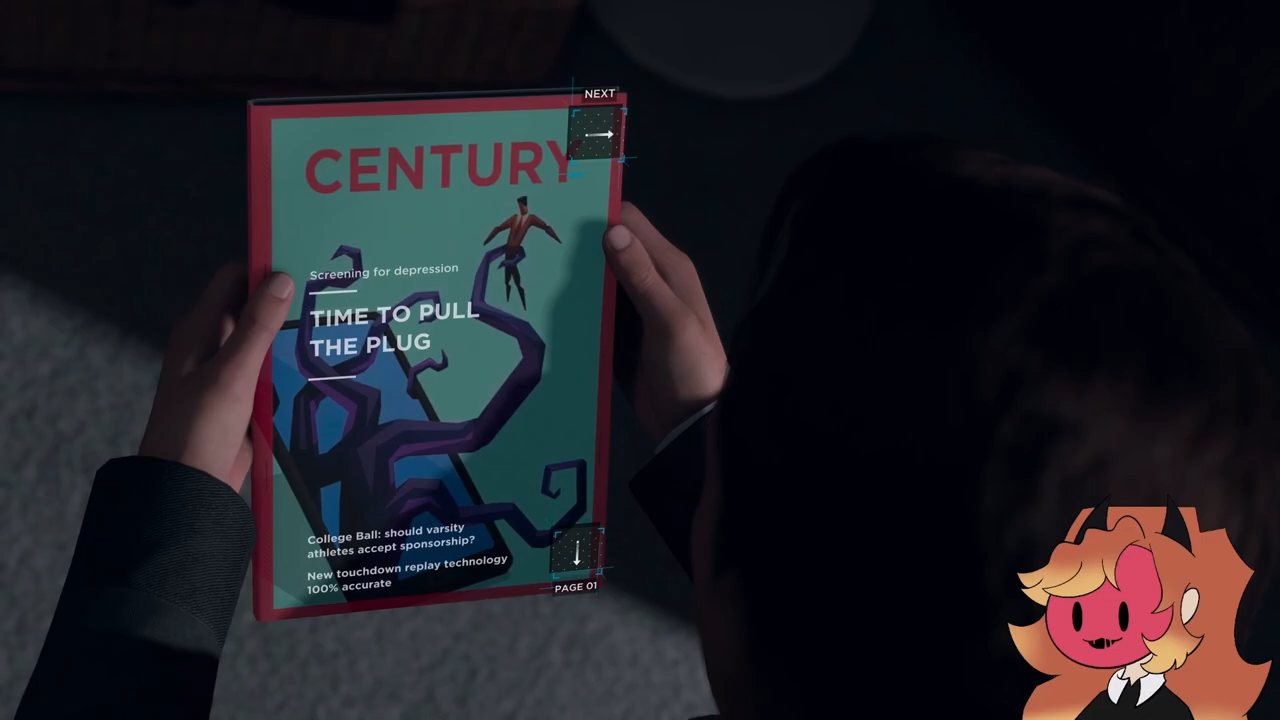 NEXT
CENTURY
Screening for depression
TIME TO PULL
THE PLUG
College Ball: should varsity
athletes accept sponsorship?
New touchdown replay technology
100% accurate
PAGE 01